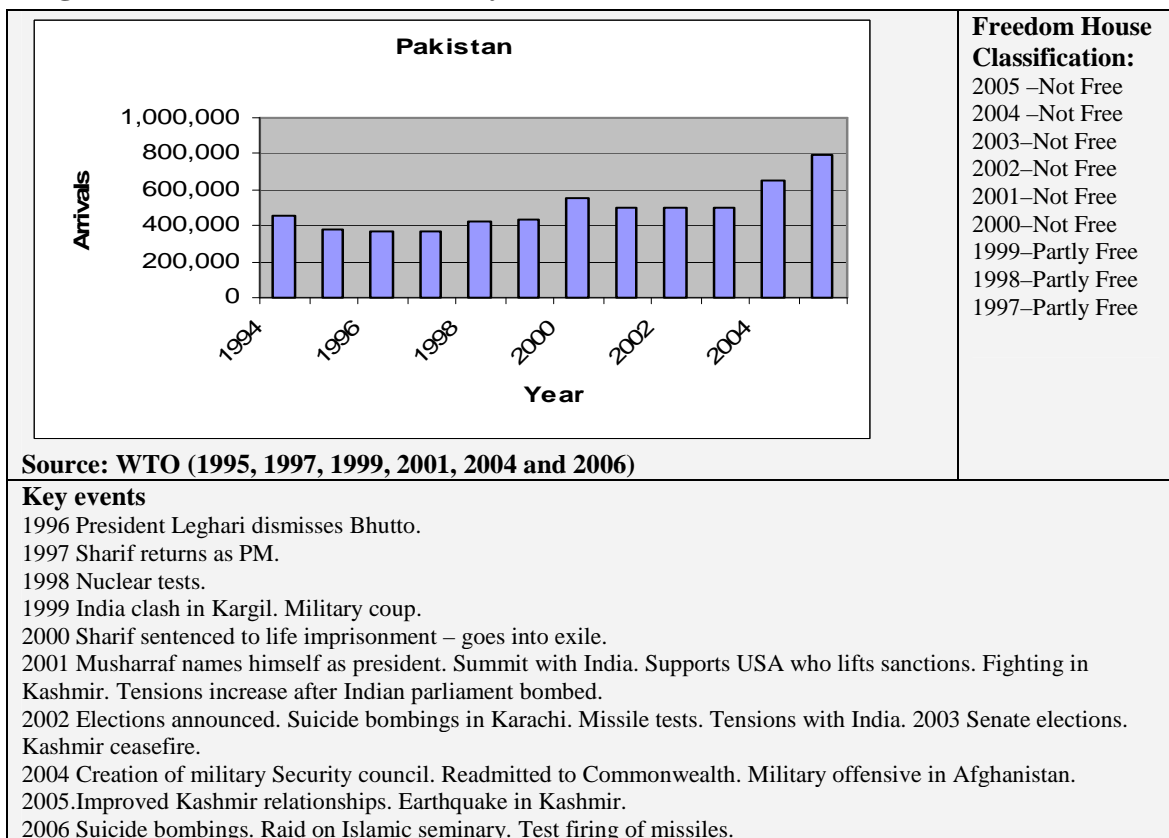 Pakistan
1,000,000
800,000
600,000
400,000
200,000
0
Arrivals
1994
1996
1998
2000
2002
2004
Year
Source: WTO (1995, 1997, 1999, 2001, 2004 and 2006)
Freedom House
Classification:
2005 –Not Free
2004 –Not Free
2003–Not Free
2002–Not Free
2001–Not Free
2000–Not Free
1999–Partly Free
1998–Partly Free
1997–Partly Free
Key events
1996 President Leghari dismisses Bhutto.
1997 Sharif returns as PM.
1998 Nuclear tests.
1999 India clash in Kargil. Military coup.
2000 Sharif sentenced to life imprisonment – goes into exile.
2001 Musharraf names himself as president. Summit with India. Supports USA who lifts sanctions. Fighting in
Kashmir. Tensions increase after Indian parliament bombed.
2002 Elections announced. Suicide bombings in Karachi. Missile tests. Tensions with India. 2003 Senate elections.
Kashmir ceasefire.
2004 Creation of military Security council. Readmitted to Commonwealth. Military offensive in Afghanistan.
2005.Improved Kashmir relationships. Earthquake in Kashmir.
2006 Suicide bombings. Raid on Islamic seminary. Test firing of missiles.